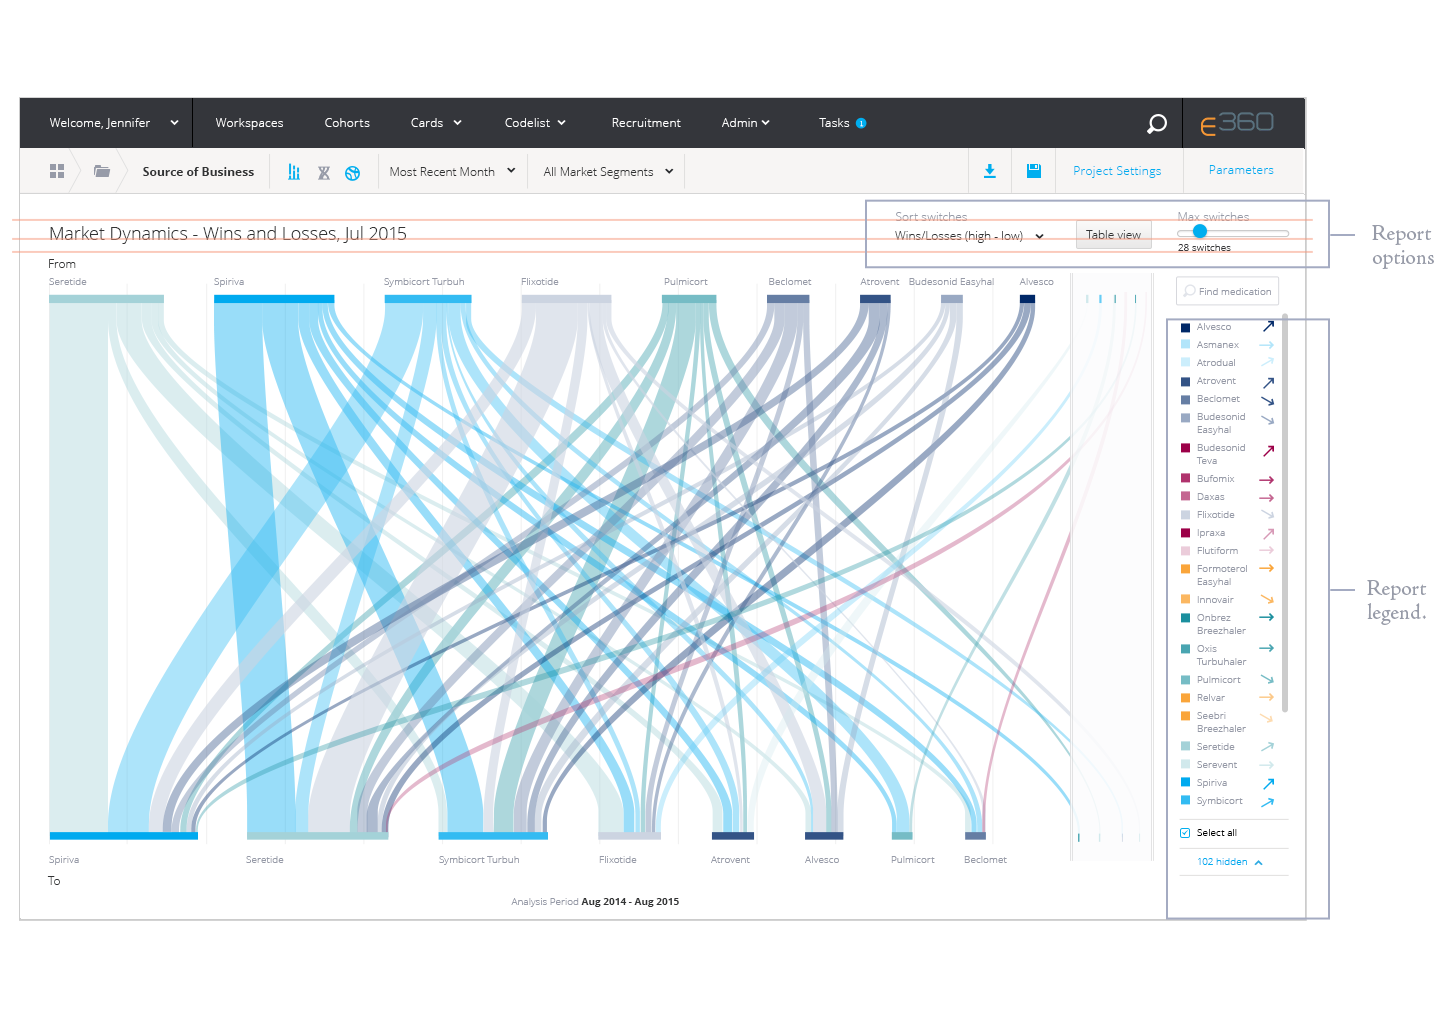 Welcome, Jennifer
Workspaces
Cohorts
Cards
Codelist
Recruitment
Admin
Tasks
i
e360
Source of Business
Most Recent Month
All Market Segments
Project Settings
Parameters
Market Dynamics - Wins and Losses, Jul 2015
Sort switches
Wins/Losses (high - low)
Table view
Max switches
28 switches
Report
options
From
Seretide
Spiriva
Symbicort Turbuh
Flixotide
Pulmicort
Beclomet
Atrovent
Budesonid Easyhal
Alvesco
Find medication
Alvesco
Asmanex
Atrodual
Atrovent
Beclomet
Budesonid
Easyhal
Budesonid
Teva
Bufomix
Daxas
Flixotide
Ipraxa
Flutiform
Formoterol
Easyhal
Innovair
Onbrez
Breezhaler
Oxis
Turbuhaler
Pulmicort
Relvar
Seebri
Breezhaler
Seretide
Serevent
Spiriva
Symbicort
Select all
102 hidden
Report
legend.
Spiriva
Seretide
Symbicort Turbuh
Flixotide
Atrovent
Alvesco
Pulmicort
Beclomet
To
Analysis Period Aug 2014 - Aug 2015